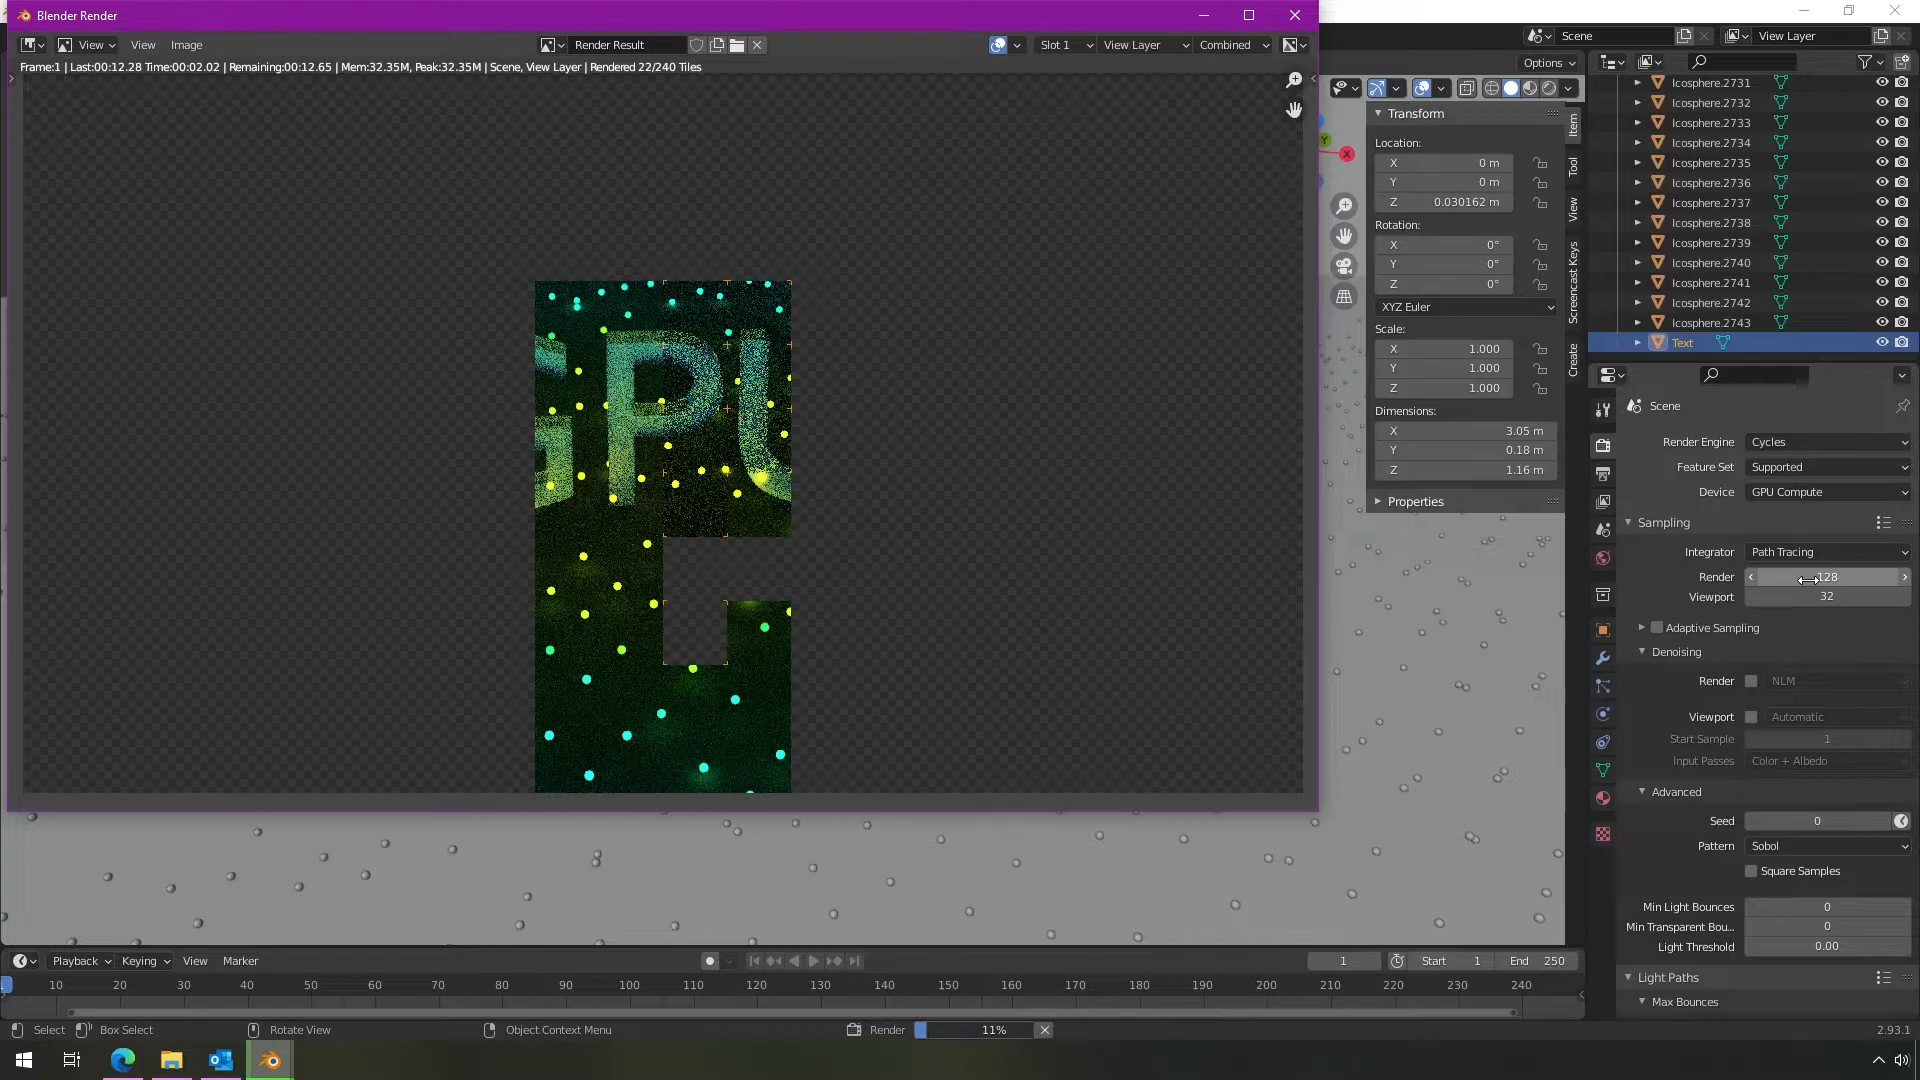 Blender Render
View View Image Render Result Slot 1 View Layer Combined
Frame:1 | Last:00:12.28 Time:00:02.02 | Remaining:00:12.65 | Mem:32.35M, Peak:32.35M | Scene, View Layer | Rendered 22/240 Tiles
GPU
Scene View Layer
Options
Icosphere.2731
Icosphere.2732
Icosphere.2733
Icosphere.2734
Icosphere.2735
Icosphere.2736
Icosphere.2737
Icosphere.2738
Icosphere.2739
Icosphere.2740
Icosphere.2741
Icosphere.2742
Icosphere.2743
Text
Y
X
Transform
Location:
X 0 m
Y 0 m
Z 0.030162 m
Rotation:
X 0°
Y 0°
Z 0°
XYZ Euler
Scale:
X 1.000
Y 1.000
Z 1.000
Dimensions:
X 3.05 m
Y 0.18 m
Z 1.16 m
Properties
Item
Tool
View
Screencast Keys
Create
Scene
Render Engine Cycles
Feature Set Supported
Device GPU Compute
Sampling
Integrator Path Tracing
Render 128
Viewport 32
Adaptive Sampling
Denoising
Render NLM
Viewport Automatic
Start Sample 1
Input Passes Color + Albedo
Advanced
Seed 0
Pattern Sobol
Square Samples
Min Light Bounces 0
Min Transparent Bou... 0
Light Threshold 0.00
Light Paths
Max Bounces
Playback Keying View Marker 1 Start 1 End 250
10 20 30 40 50 60 70 80 90 100 110 120 130 140 150 160 170 180 190 200 210 220 230 240
Select Box Select Rotate View Object Context Menu Render 11% 2.93.1